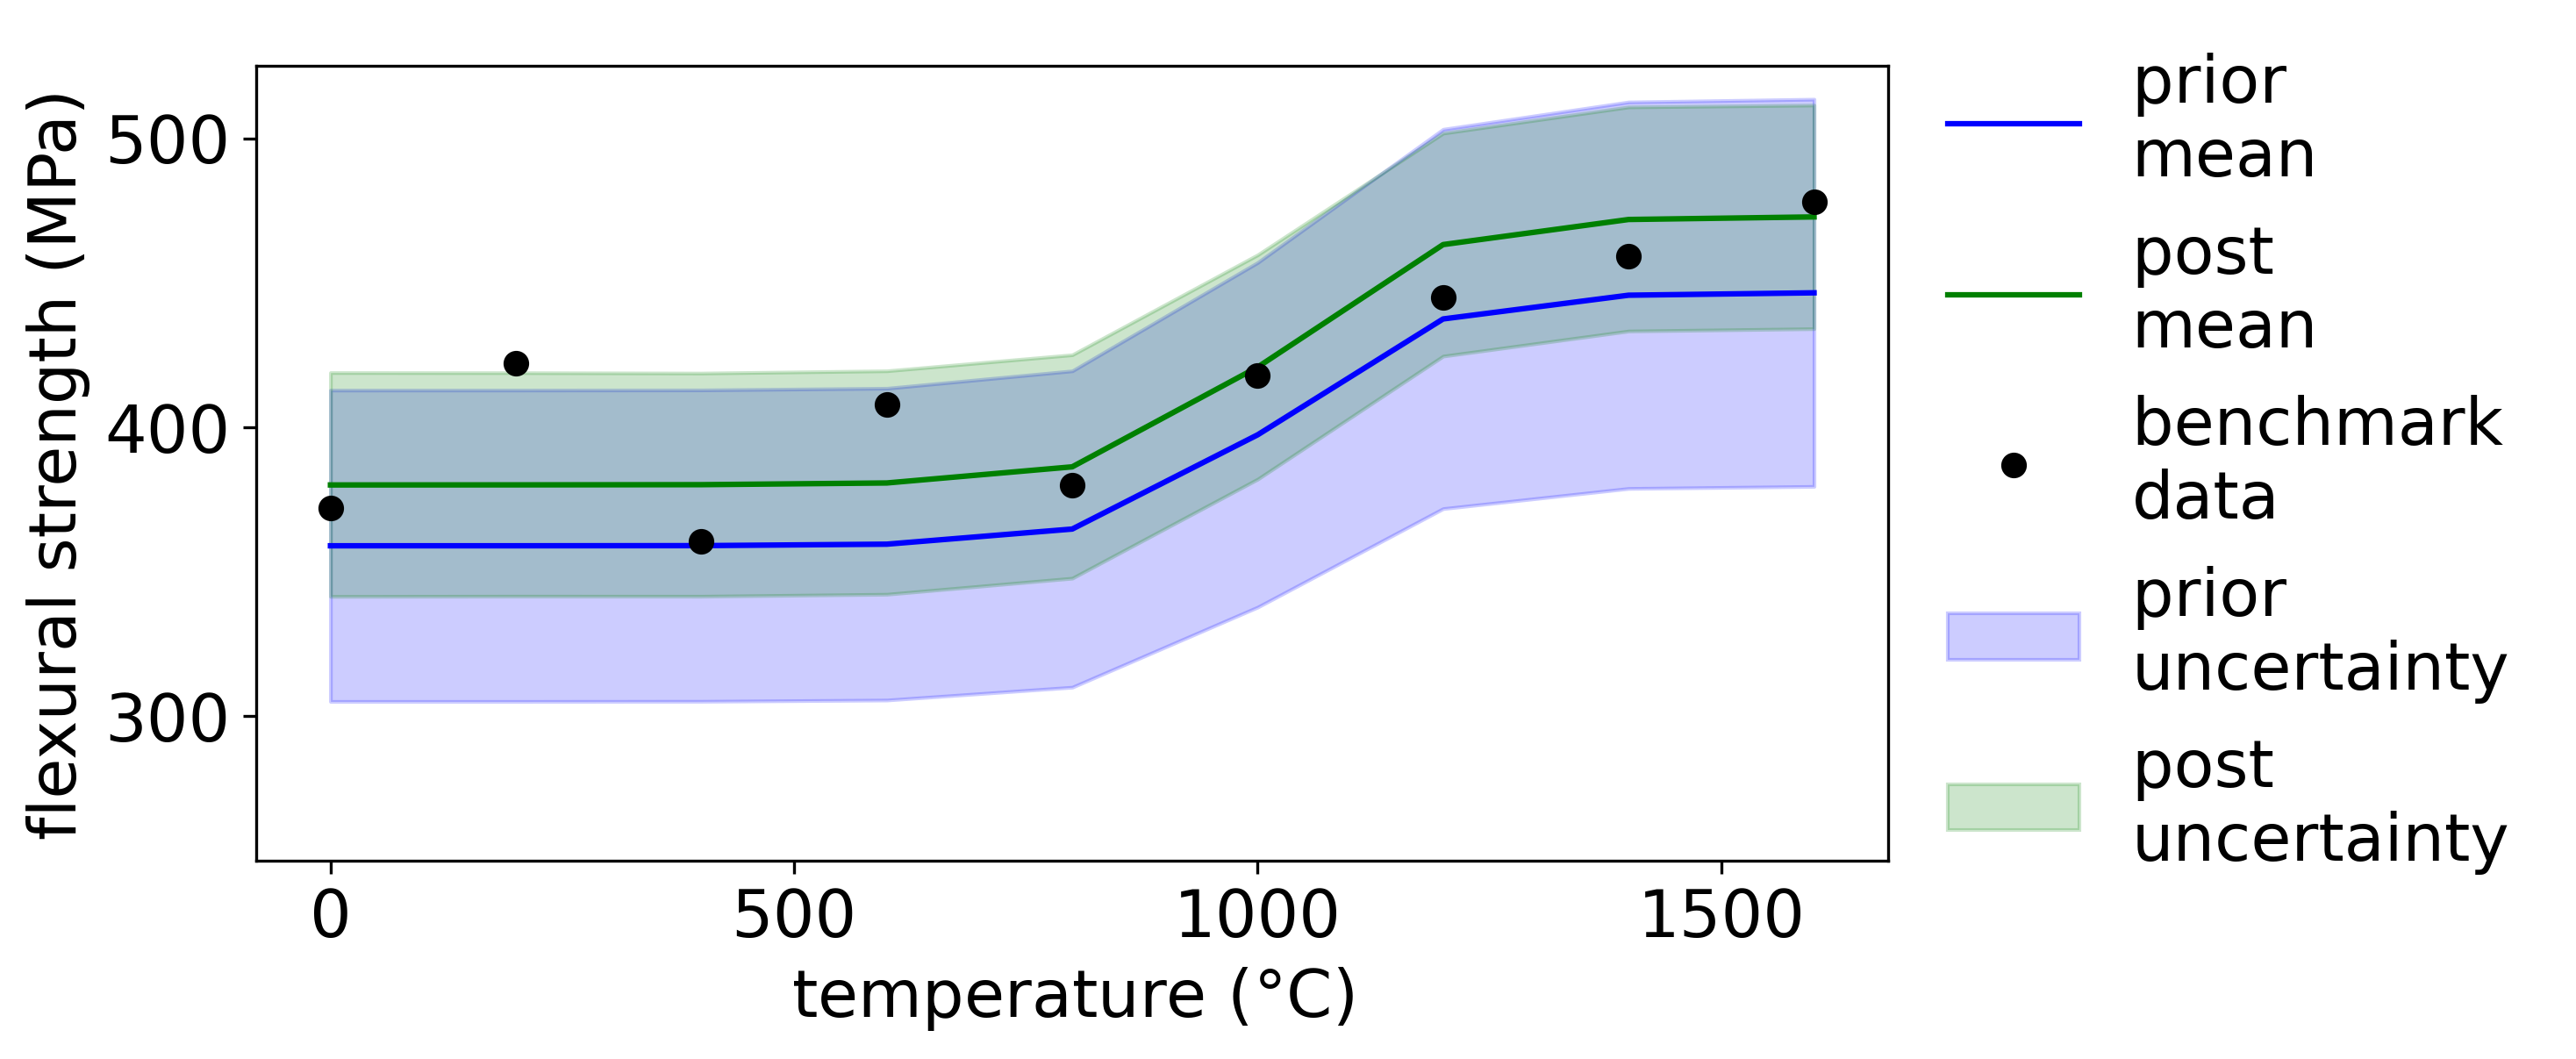 flexural strength (MPa)
500
400
300
0
500
1000
1500
temperature (°C)
prior
mean
post
mean
benchmark
data
prior
uncertainty
post
uncertainty